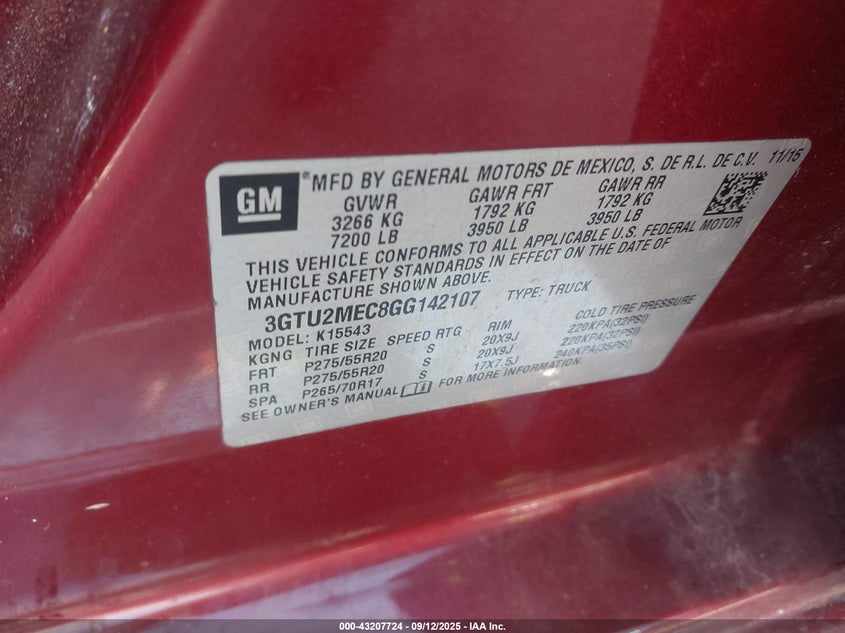 GM
*MFD BY GENERAL MOTORS DE MEXICO, S. DE R.L. DE C.V. 11/15
GVWR GAWR FRT GAWR RR
3266 KG 1792 KG 1792 KG
7200 LB 3950 LB 3950 LB
THIS VEHICLE CONFORMS TO ALL APPLICABLE U.S. FEDERAL MOTOR
VEHICLE SAFETY STANDARDS IN EFFECT ON THE DATE OF
MANUFACTURE SHOWN ABOVE.
3GTU2MEC8GG142107 TYPE: TRUCK
MODEL: K15543
KGNG TIRE SIZE SPEED RTG RIM COLD TIRE PRESSURE
FRT P275/55R20 S 20X9J 220KPA(32PSI)
RR P275/55R20 S 20X9J 220KPA(32PSI)
SPA P265/70R17 S 17X7.5J 240KPA(35PSI)
SEE OWNER'S MANUAL FOR MORE INFORMATION.
000-43207724 - 09/12/2025 - IAA Inc.